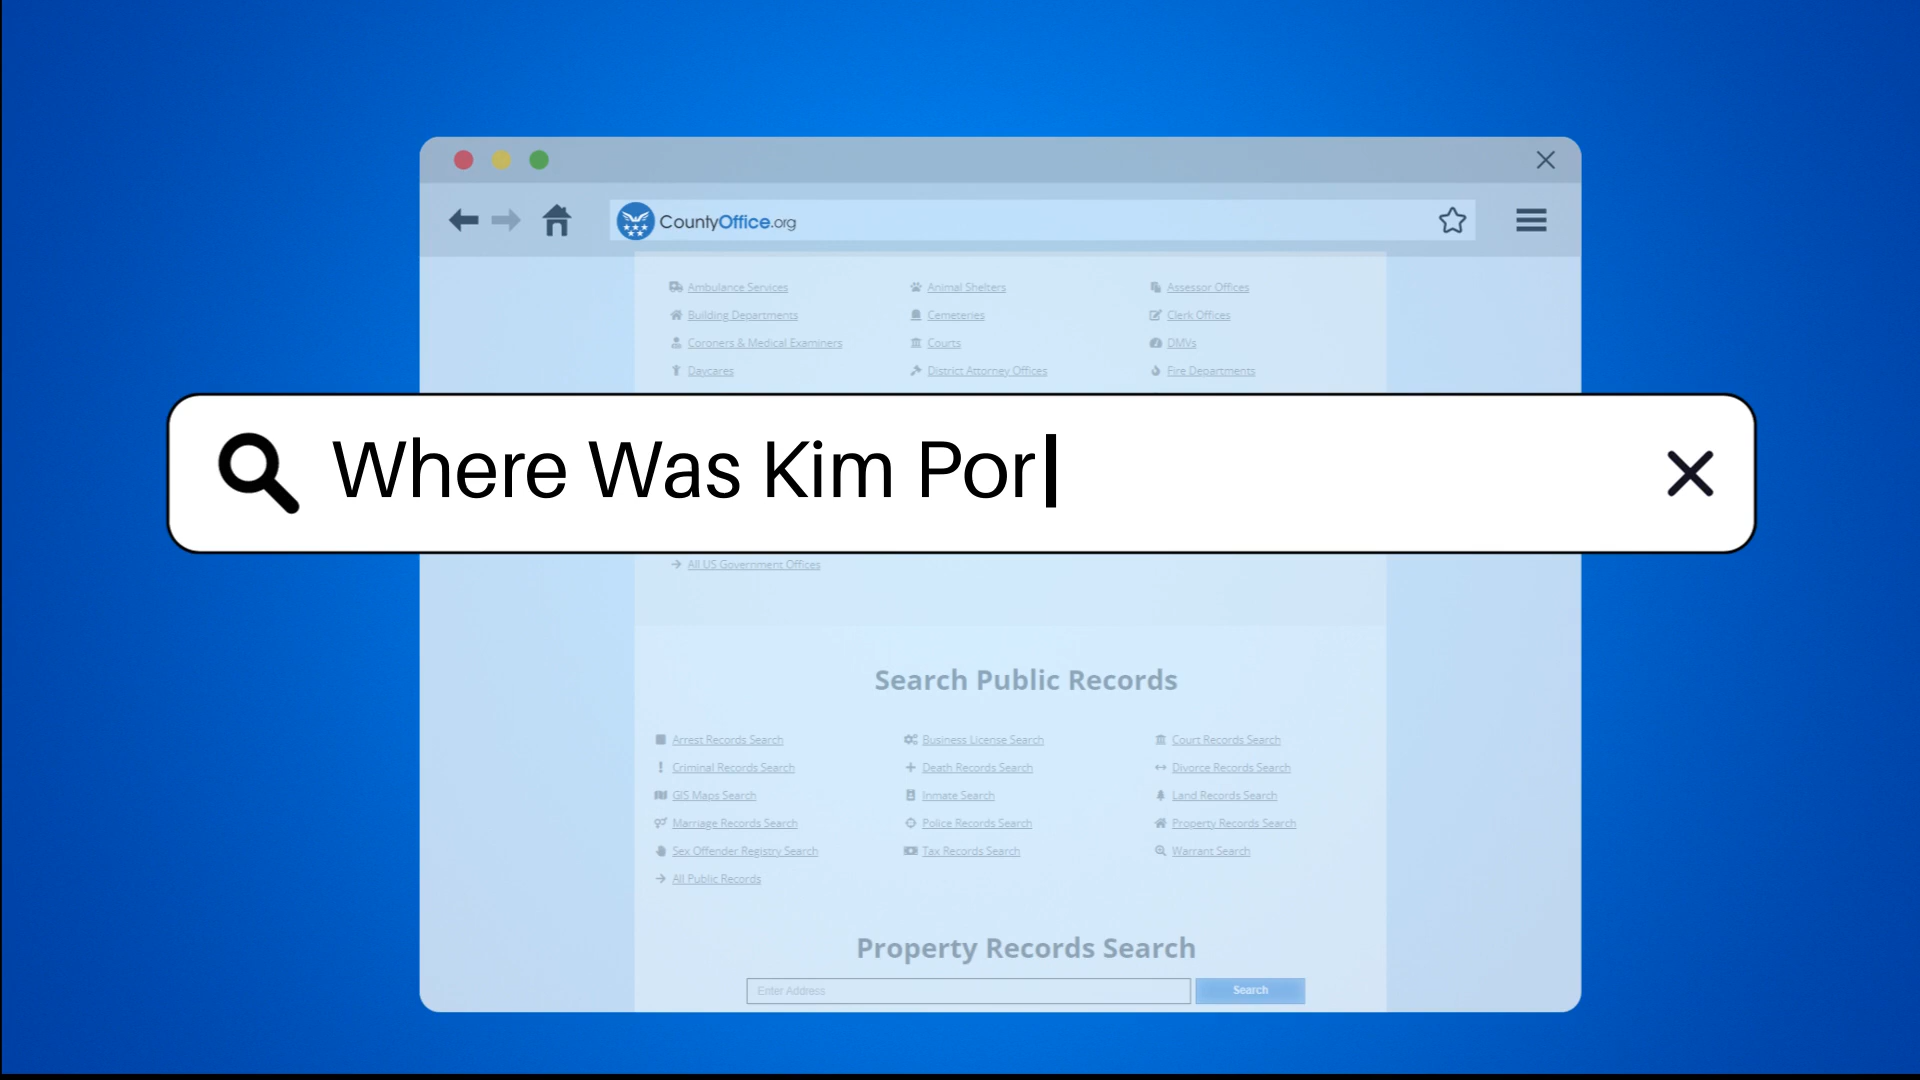 CountyOffice.org
Ambulance Services Animal Shelters Assessor Offices
Building Departments Cemeteries Clerk Offices
Coroners & Medical Examiners Courts DMVs
Daycares District Attorney Offices Fire Departments
Where Was Kim Por
All US Government Offices
Search Public Records
Arrest Records Search Business License Search Court Records Search
Criminal Records Search Death Records Search Divorce Records Search
GIS Maps Search Inmate Search Land Records Search
Marriage Records Search Police Records Search Property Records Search
Sex Offender Registry Search Tax Records Search Warrant Search
All Public Records
Property Records Search
Enter Address Search